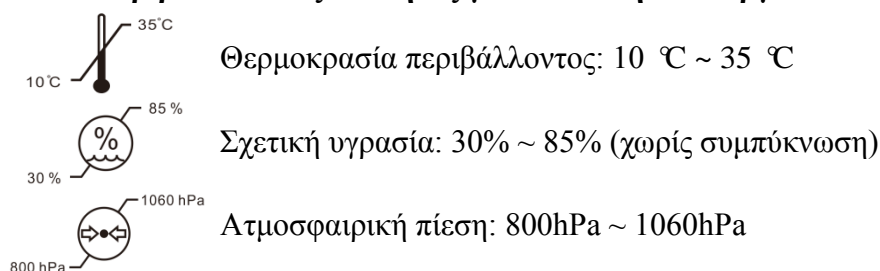 35℃
10℃
Θερμοκρασία περιβάλλοντος: 10 ℃ ~ 35 ℃
85 %
%
30 %
Σχετική υγρασία: 30% ~ 85% (χωρίς συμπύκνωση)
1060 hPa
800 hPa
Ατμοσφαιρική πίεση: 800hPa ~ 1060hPa